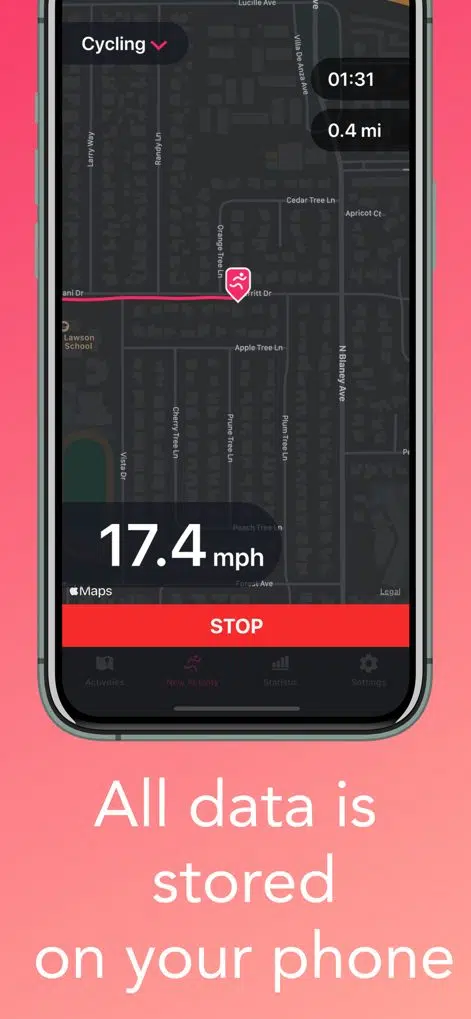 Lucille Ave
Cycling
Villa De Anza Ave
ve
01:31
0.4 mi
Larry Way
Randy Ln
Cedar Tree Ln
Apricot Ct
Orange Tree Ln
ani Dr
rritt Dr
Lawson
School
Apple Tree Ln
N Blaney Ave
Cherry Tree Ln
Prune Tree Ln
Plum Tree Ln
Vista Dr
Pe
17.4 mph
Peach Tree Ln
Forest Ave
Maps
Legal
STOP
Activities
New Activity
Statistics
Settings
All data is
stored
on your phone